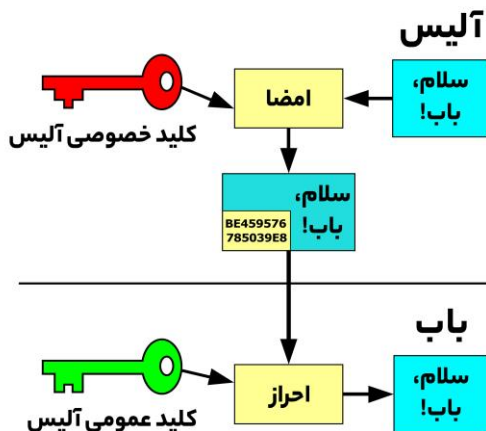 آلیس
سلام،
باب!
امضا
کلید خصوصی آلیس
سلام،
باب!
BE459576
785039E8
باب
سلام،
باب!
احراز
کلید عمومی آلیس